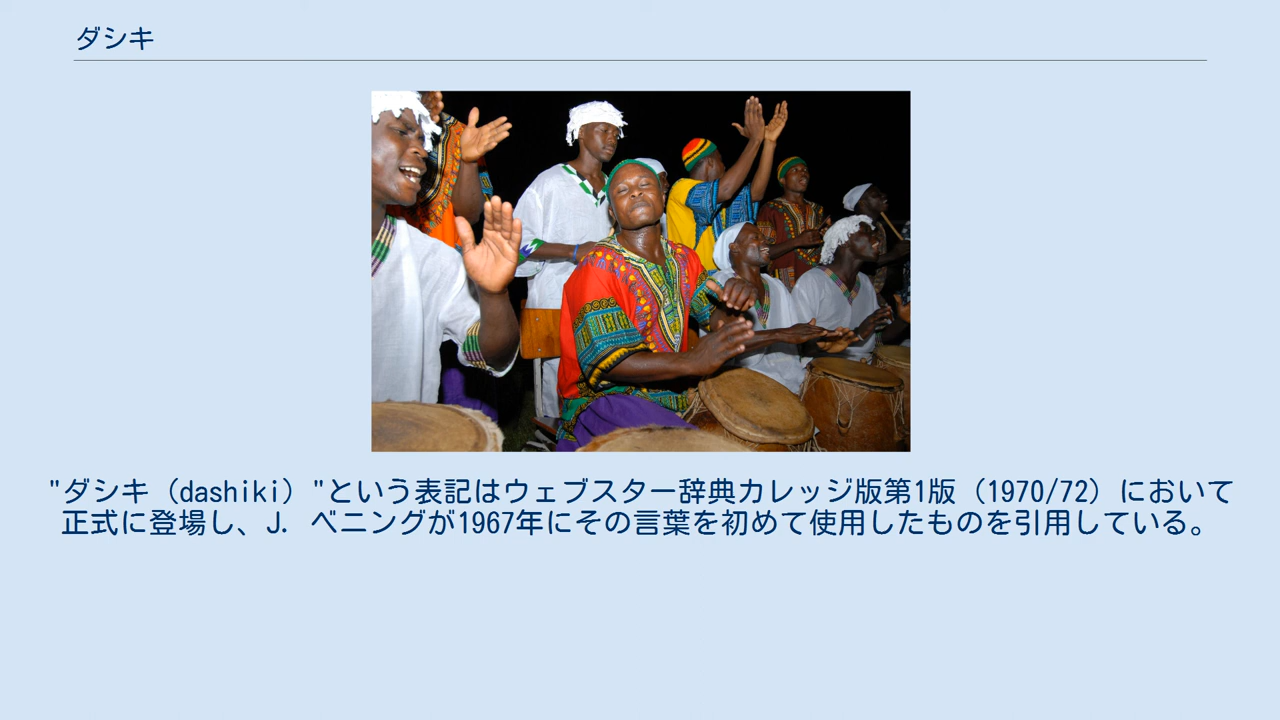 ダシキ
"ダシキ（dashiki）"という表記はウェブスター辞典カレッジ版第1版（1970/72）において
正式に登場し、J. ベニングが1967年にその言葉を初めて使用したものを引用している。